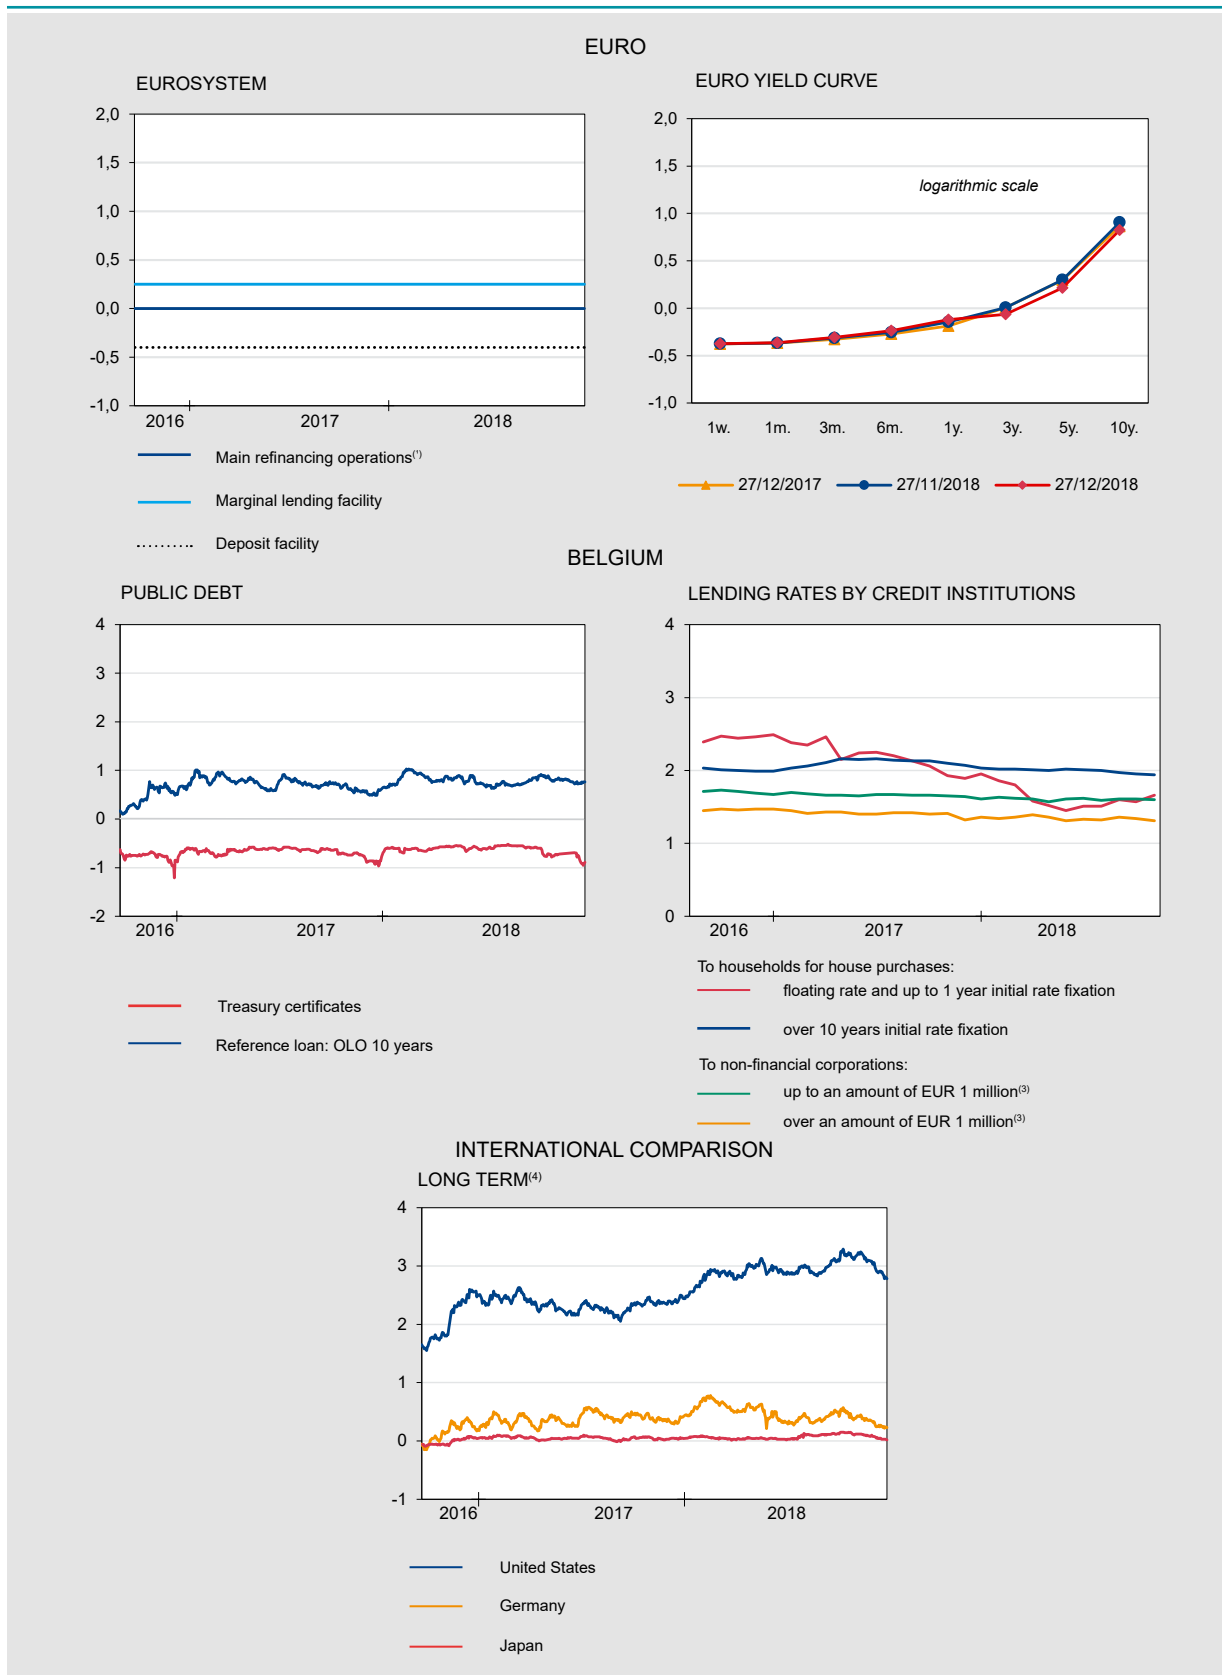 EURO
EUROSYSTEM
2,0
1,5
1,0
0,5
0,0
-0,5
-1,0
2016 2017 2018
Main refinancing operations(¹)
Marginal lending facility
Deposit facility
EURO YIELD CURVE
2,0
1,5
1,0
0,5
0,0
-0,5
-1,0
logarithmic scale
1w. 1m. 3m. 6m. 1y. 3y. 5y. 10y.
27/12/2017 27/11/2018 27/12/2018
BELGIUM
PUBLIC DEBT
4
3
2
1
0
-1
-2
2016 2017 2018
Treasury certificates
Reference loan: OLO 10 years
LENDING RATES BY CREDIT INSTITUTIONS
4
3
2
1
0
2016 2017 2018
To households for house purchases:
floating rate and up to 1 year initial rate fixation
over 10 years initial rate fixation
To non-financial corporations:
up to an amount of EUR 1 million(3)
over an amount of EUR 1 million(3)
INTERNATIONAL COMPARISON
LONG TERM(4)
4
3
2
1
0
-1
2016 2017 2018
United States
Germany
Japan